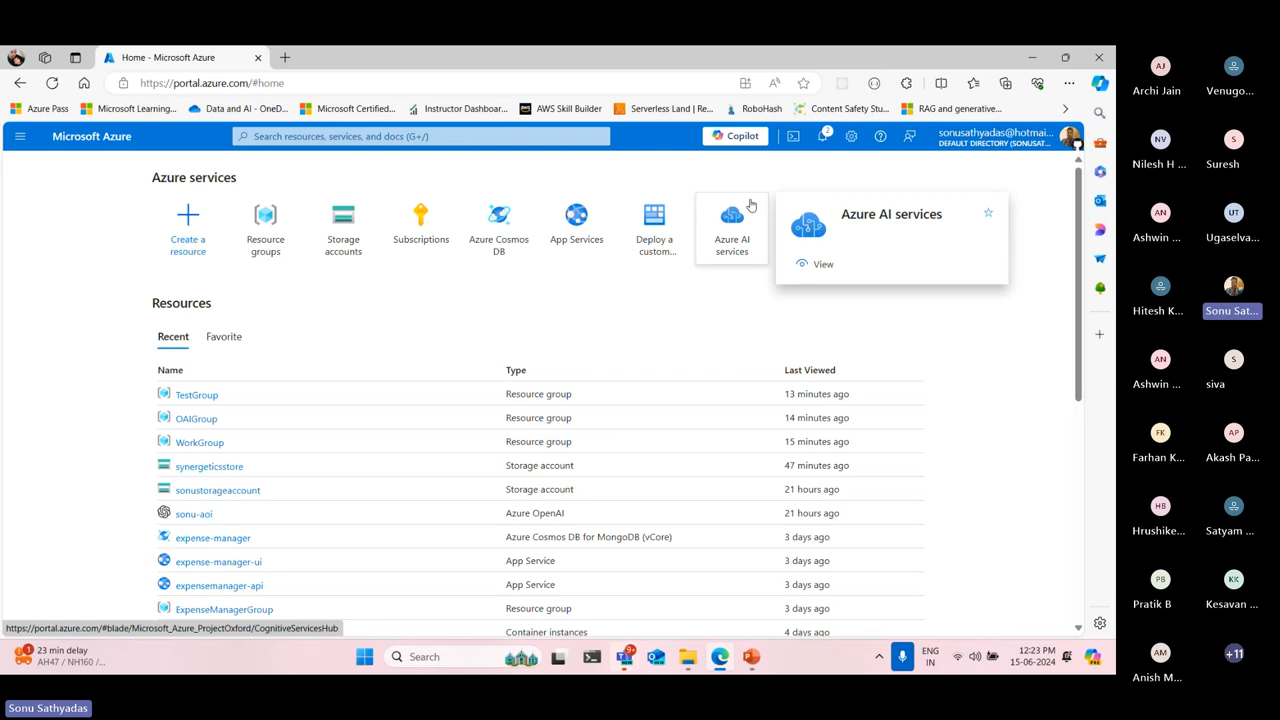 Home - Microsoft Azure
https://portal.azure.com/#home
Azure Pass
Microsoft Learning...
Data and AI - OneD...
Microsoft Certified...
Instructor Dashboar...
AWS Skill Builder
Serverless Land | Re...
RoboHash
Content Safety Stu...
RAG and generative...
Microsoft Azure
Search resources, services, and docs (G+/)
Copilot
2
sonusathyadas@hotmai...
DEFAULT DIRECTORY (SONUSAT...
Azure services
Create a
resource
Resource
groups
Storage
accounts
Subscriptions
Azure Cosmos
DB
App Services
Deploy a
custom...
Azure AI
services
Azure AI services
View
Resources
Recent
Favorite
Name Type Last Viewed
TestGroup Resource group 13 minutes ago
OAIGroup Resource group 14 minutes ago
WorkGroup Resource group 15 minutes ago
synergeticsstore Storage account 47 minutes ago
sonustorageaccount Storage account 21 hours ago
sonu-aoi Azure OpenAI 21 hours ago
expense-manager Azure Cosmos DB for MongoDB (vCore) 3 days ago
expense-manager-ui App Service 3 days ago
expensemanager-api App Service 3 days ago
ExpenseManagerGroup Resource group 3 days ago
Container instances 4 days ago
https://portal.azure.com/#blade/Microsoft_Azure_ProjectOxford/CognitiveServicesHub
1
23 min delay
AH47 / NH160 /...
Search
9+
ENG
IN
12:23 PM
15-06-2024
PRE
AJ
Archi Jain
Venugo...
NV
Nilesh H ...
S
Suresh
AN
Ashwin ...
UT
Ugaselva...
Hitesh K...
Sonu Sat...
AN
Ashwin ...
S
siva
FK
Farhan K...
AP
Akash Pa...
HB
Hrushike...
Satyam ...
PB
Pratik B
KK
Kesavan ...
AM
Anish M...
+11
Sonu Sathyadas